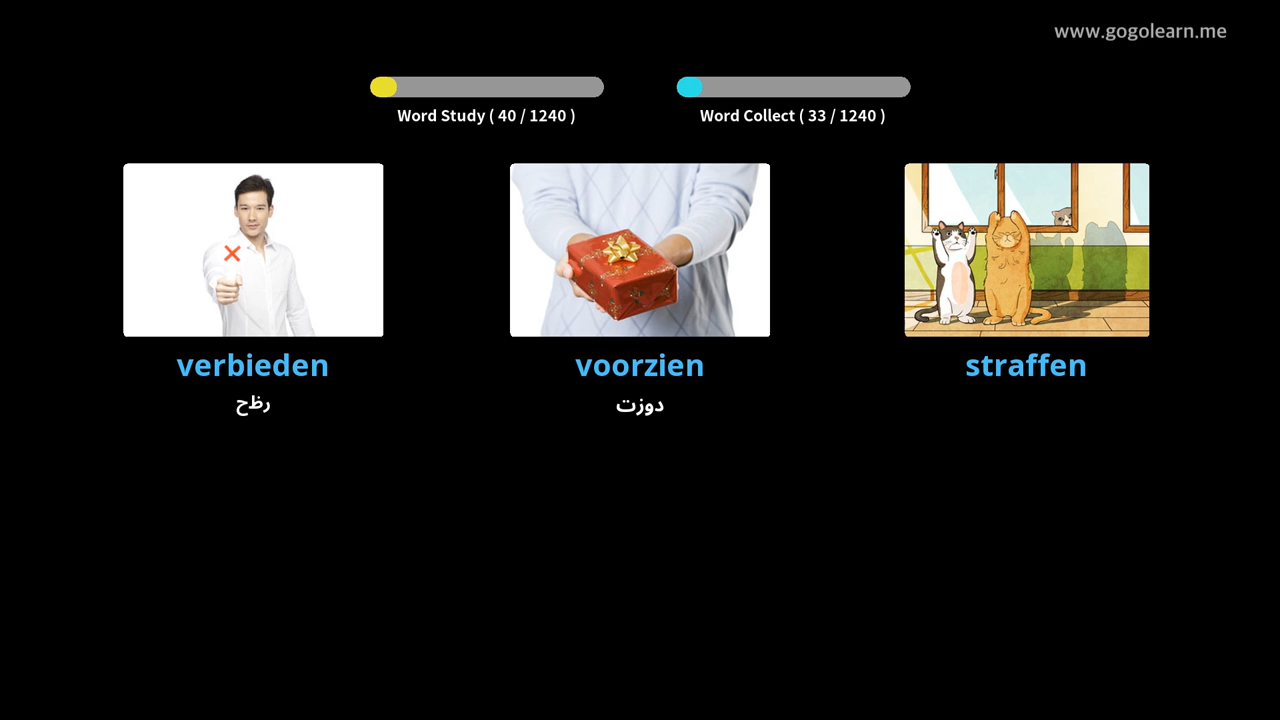 www.gogolearn.me
Word Study ( 40 / 1240 )
Word Collect ( 33 / 1240 )
verbieden
رظح
voorzien
دوزت
straffen